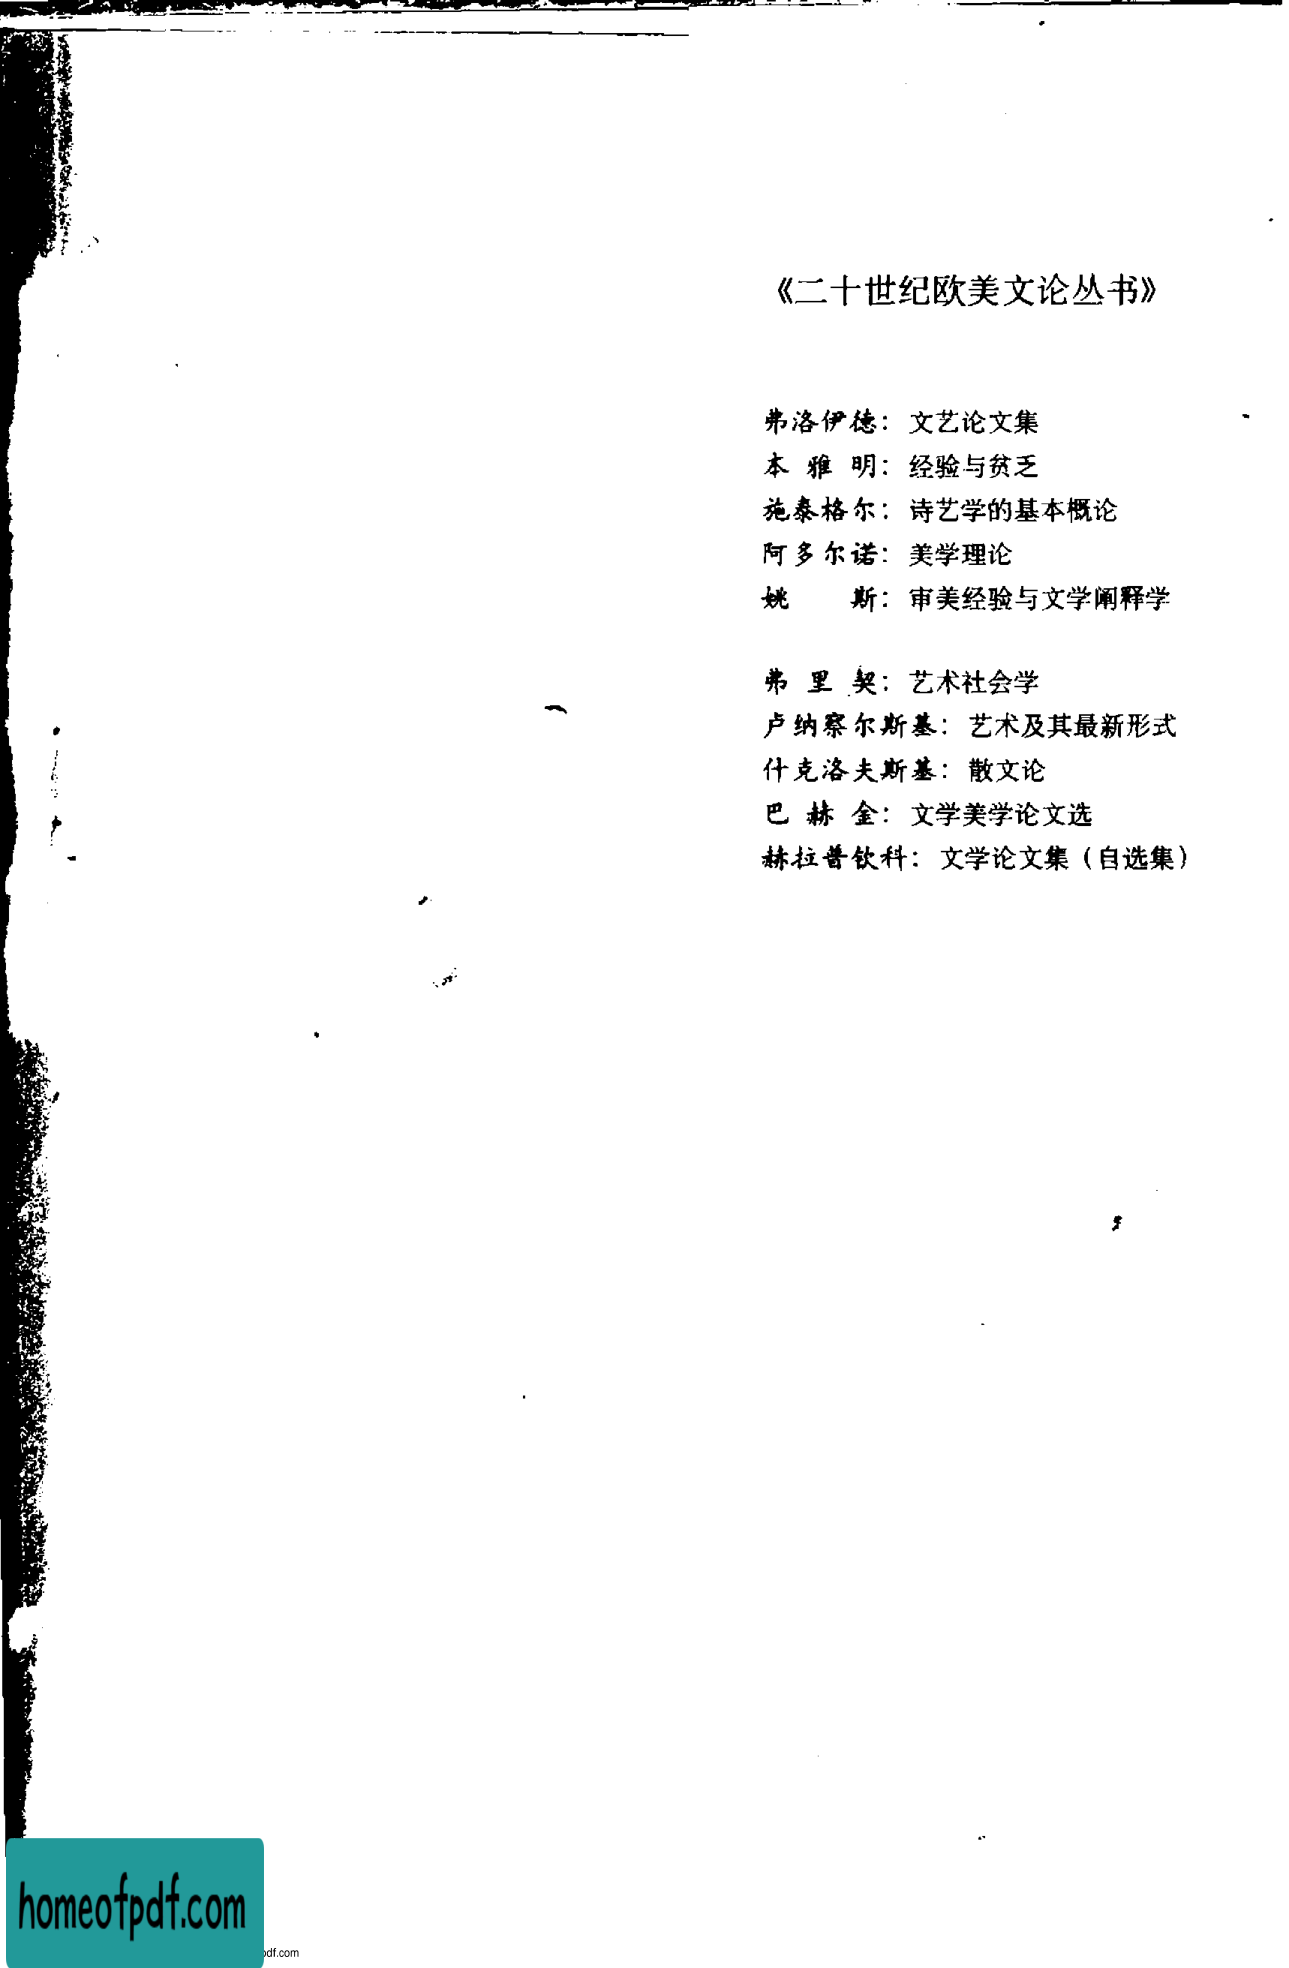 《二十世纪欧美文论丛书》
弗洛伊德：文艺论文集
本雅明：经验与贫乏
施泰格尔：诗艺学的基本概论
阿多尔诺：美学理论
姚斯：审美经验与文学阐释学
弗里契：艺术社会学
卢纳察尔斯基：艺术及其最新形式
什克洛夫斯基：散文论
巴赫金：文学美学论文选
赫拉普钦科：文学论文集（自选集）
homeofpdf.com
pdf.com